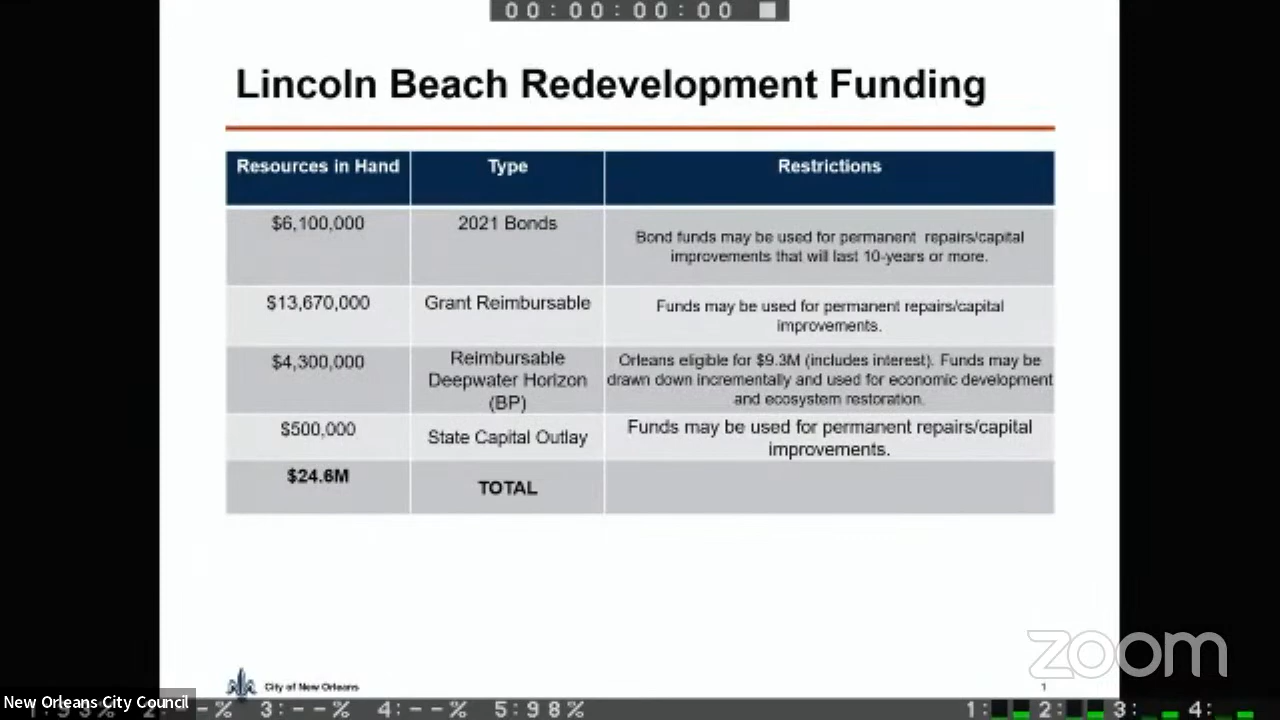 00:00:00:00
Lincoln Beach Redevelopment Funding
Resources in Hand
Type
Restrictions
$6,100,000
2021 Bonds
Bond funds may be used for permanent repairs/capital
improvements that will last 10-years or more.
$13,670,000
Grant Reimbursable
Funds may be used for permanent repairs/capital
improvements.
$4,300,000
Reimbursable
Deepwater Horizon
(BP)
Orleans eligible for $9.3M (includes interest). Funds may be
drawn down incrementally and used for economic development
and ecosystem restoration.
$500,000
State Capital Outlay
Funds may be used for permanent repairs/capital
improvements.
$24.6M
TOTAL
zoom
City of New Orleans
1
New Orleans City Council
% 3:--% 4:--% 5:98% 1: 2: 3: 4: